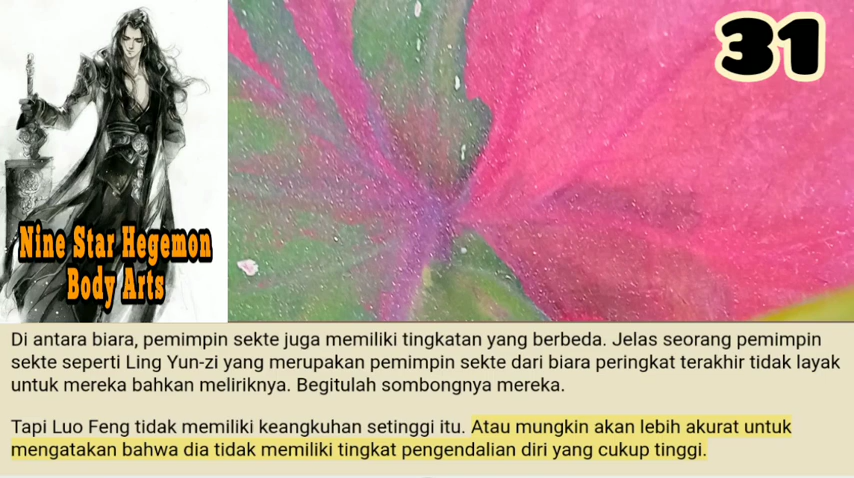 31
Nine Star Hegemon
Body Arts
Di antara biara, pemimpin sekte juga memiliki tingkatan yang berbeda. Jelas seorang pemimpin
sekte seperti Ling Yun-zi yang merupakan pemimpin sekte dari biara peringkat terakhir tidak layak
untuk mereka bahkan meliriknya. Begitulah sombongnya mereka.
Tapi Luo Feng tidak memiliki keangkuhan setinggi itu. Atau mungkin akan lebih akurat untuk
mengatakan bahwa dia tidak memiliki tingkat pengendalian diri yang cukup tinggi.